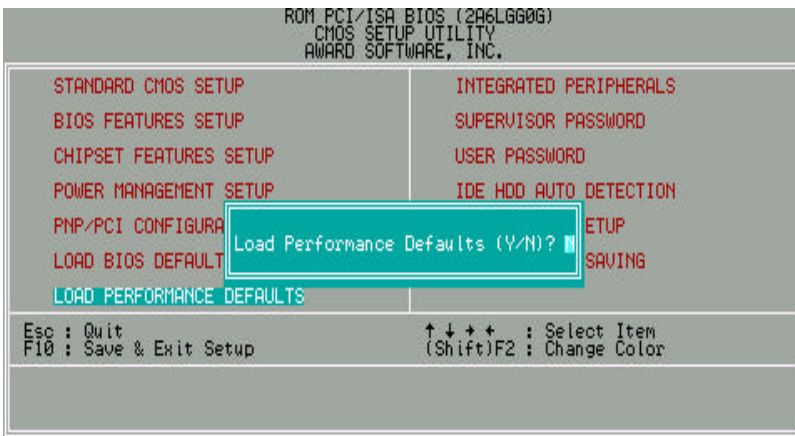 ROM PCI/ISA BIOS (2A6LGG0G)
CMOS SETUP UTILITY
AWARD SOFTWARE, INC.
STANDARD CMOS SETUP
BIOS FEATURES SETUP
CHIPSET FEATURES SETUP
POWER MANAGEMENT SETUP
PNP/PCI CONFIGURA
LOAD BIOS DEFAULT
LOAD PERFORMANCE DEFAULTS
INTEGRATED PERIPHERALS
SUPERVISOR PASSWORD
USER PASSWORD
IDE HDD AUTO DETECTION
ETUP
SAVING
Load Performance Defaults (Y/N)? N
Esc : Quit
F10 : Save & Exit Setup
↑ ↓ → ← : Select Item
(Shift)F2 : Change Color